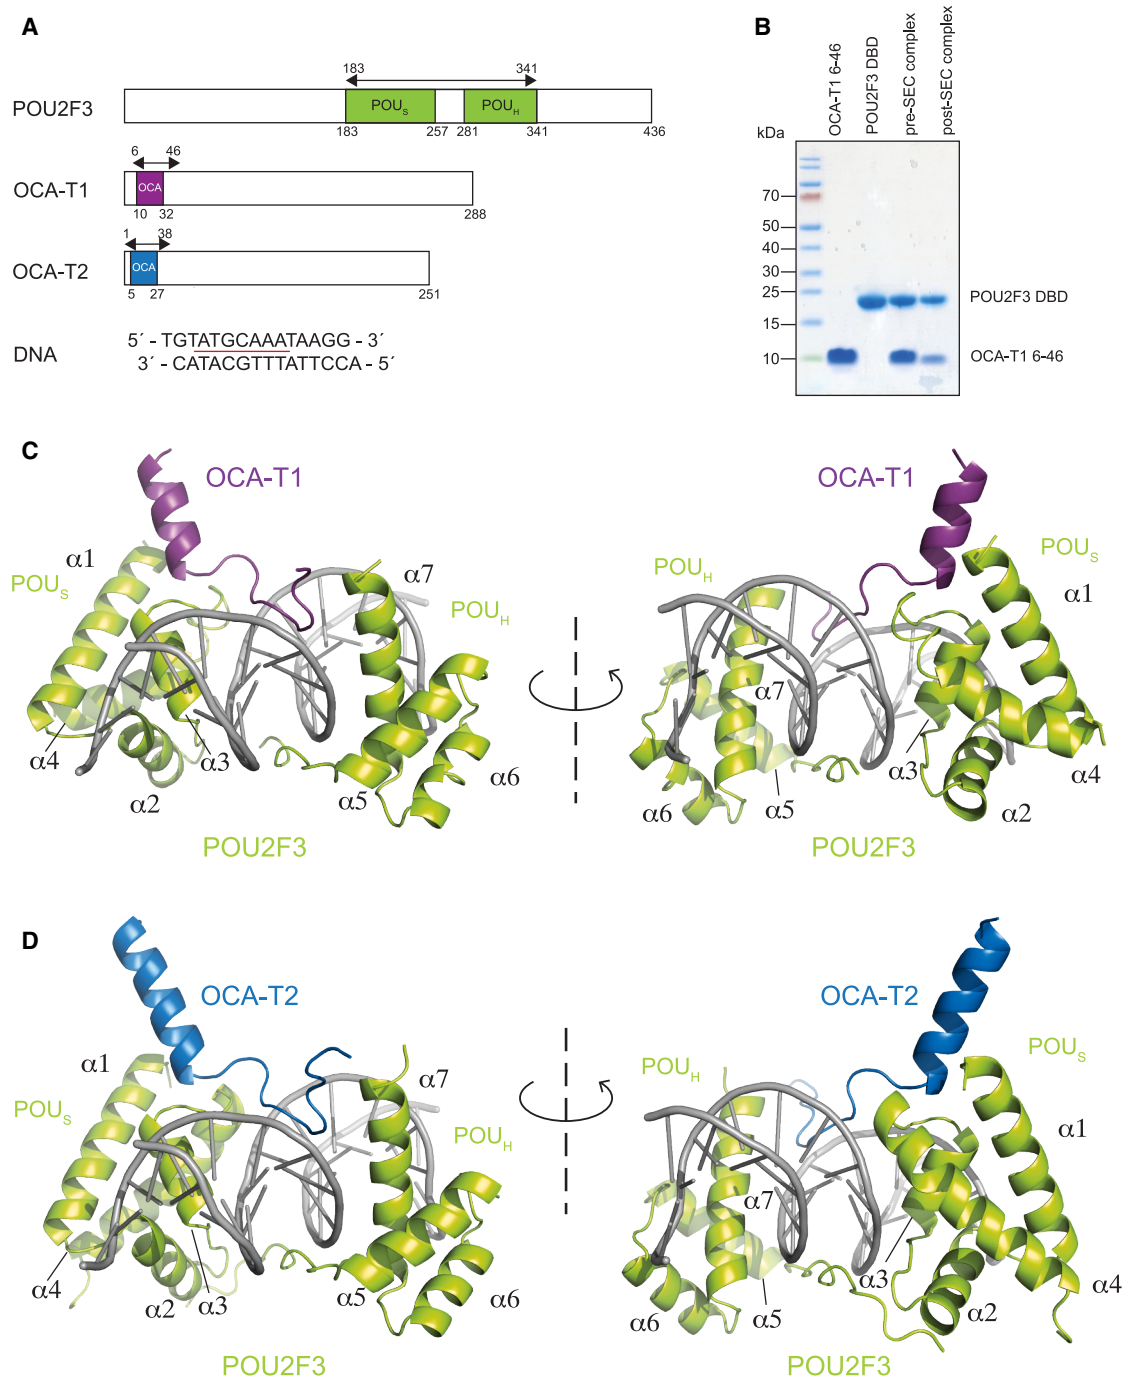 A
183 341
POU2F3
POUS POUH
183 257 281 341 436
6 46
OCA-T1
OCA
10 32 288
1 38
OCA-T2
OCA
5 27 251
DNA
5´ - TGTATGCAAATAAGG - 3´
3´ - CATACGTTTATTCCA - 5´
B
OCA-T1 6-46
POU2F3 DBD
pre-SEC complex
post-SEC complex
kDa
70
50
40
30
25
15
10
POU2F3 DBD
OCA-T1 6-46
C
OCA-T1
α1
POUS
α7
POUH
α4
α3
α2
α5
α6
POU2F3
OCA-T1
POUS
POUH
α1
α7
α3
α4
α6
α5
α2
POU2F3
D
OCA-T2
α1
POUS
α7
POUH
α4
α2
α3
α5
α6
POU2F3
OCA-T2
POUS
POUH
α1
α7
α3
α4
α6
α5
α2
POU2F3